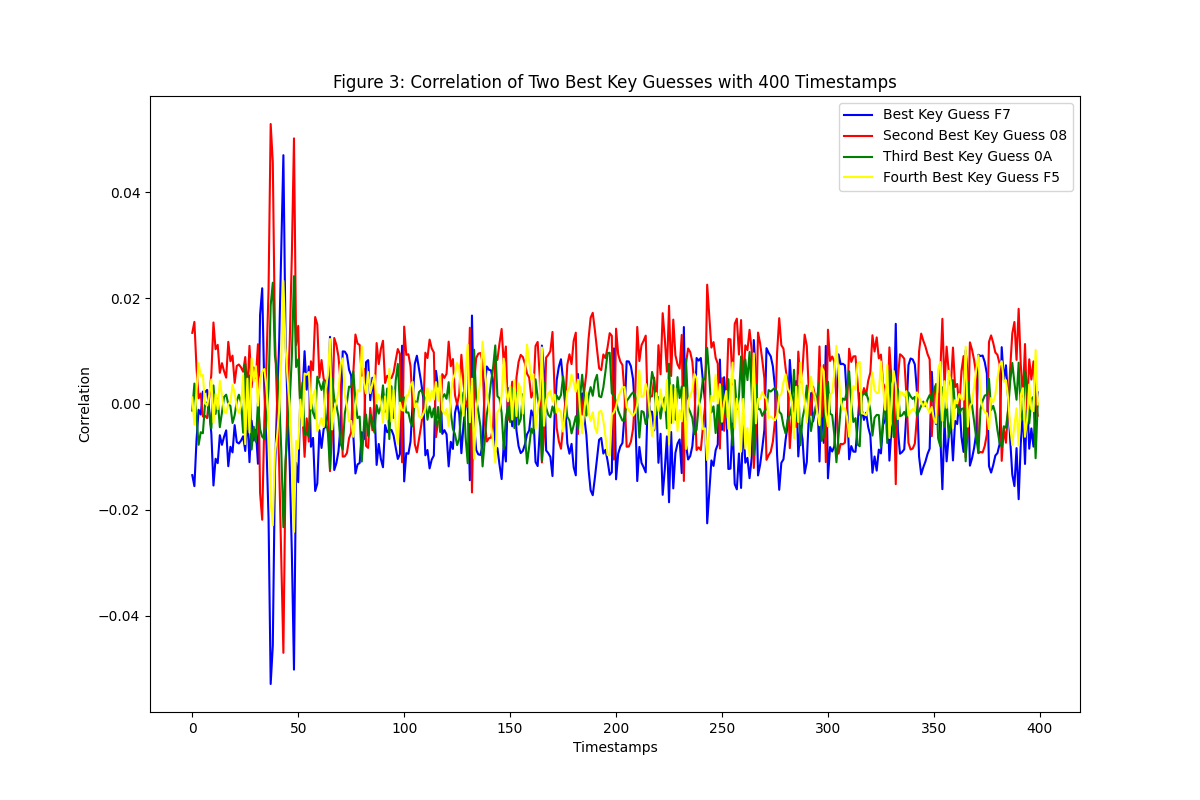 Figure 3: Correlation of Two Best Key Guesses with 400 Timestamps
Best Key Guess F7
Second Best Key Guess 08
Third Best Key Guess 0A
Fourth Best Key Guess F5
0.04
0.02
0.00
−0.02
−0.04
Correlation
0 50 100 150 200 250 300 350 400
Timestamps